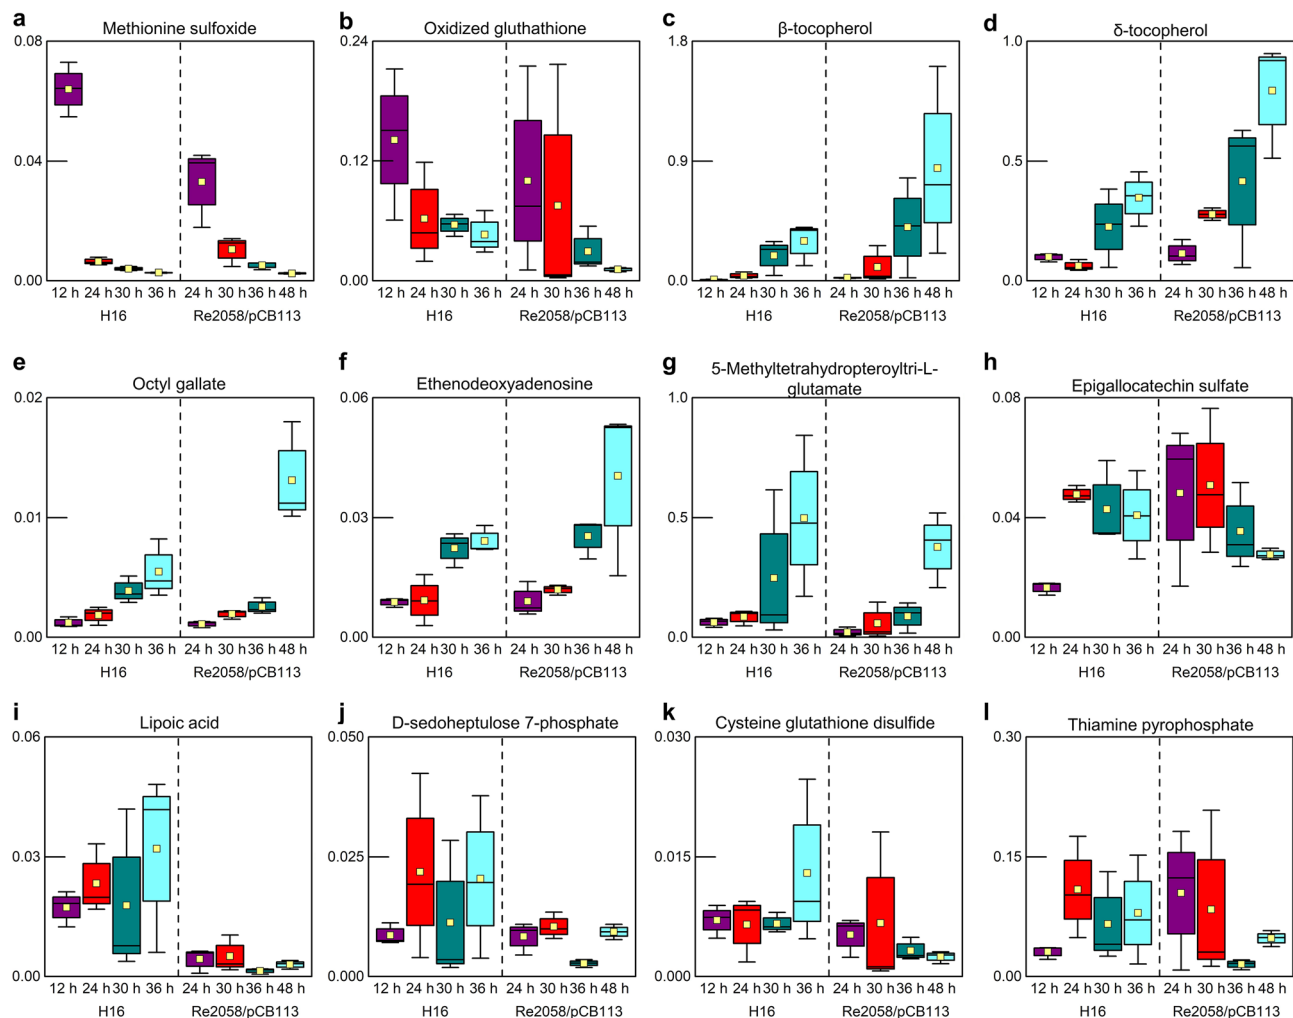 a
Methionine sulfoxide
0.08
0.04
0.00
12 h 24 h 30 h 36 h 24 h 30 h 36 h 48 h
H16 Re2058/pCB113
b
Oxidized gluthathione
0.24
0.12
0.00
12 h 24 h 30 h 36 h 24 h 30 h 36 h 48 h
H16 Re2058/pCB113
c
β-tocopherol
1.8
0.9
0.0
12 h 24 h 30 h 36 h 24 h 30 h 36 h 48 h
H16 Re2058/pCB113
d
δ-tocopherol
1.0
0.5
0.0
12 h 24 h 30 h 36 h 24 h 30 h 36 h 48 h
H16 Re2058/pCB113
e
Octyl gallate
0.02
0.01
0.00
12 h 24 h 30 h 36 h 24 h 30 h 36 h 48 h
H16 Re2058/pCB113
f
Ethenodeoxyadenosine
0.06
0.03
0.00
12 h 24 h 30 h 36 h 24 h 30 h 36 h 48 h
H16 Re2058/pCB113
g
5-Methyltetrahydropteroyltri-L-
glutamate
1.0
0.5
0.0
12 h 24 h 30 h 36 h 24 h 30 h 36 h 48 h
H16 Re2058/pCB113
h
Epigallocatechin sulfate
0.08
0.04
0.00
12 h 24 h 30 h 36 h 24 h 30 h 36 h 48 h
H16 Re2058/pCB113
i
Lipoic acid
0.06
0.03
0.00
12 h 24 h 30 h 36 h 24 h 30 h 36 h 48 h
H16 Re2058/pCB113
j
D-sedoheptulose 7-phosphate
0.050
0.025
0.000
12 h 24 h 30 h 36 h 24 h 30 h 36 h 48 h
H16 Re2058/pCB113
k
Cysteine glutathione disulfide
0.03
0.015
0.000
12 h 24 h 30 h 36 h 24 h 30 h 36 h 48 h
H16 Re2058/pCB113
l
Thiamine pyrophosphate
0.30
0.15
0.00
12 h 24 h 30 h 36 h 24 h 30 h 36 h 48 h
H16 Re2058/pCB113